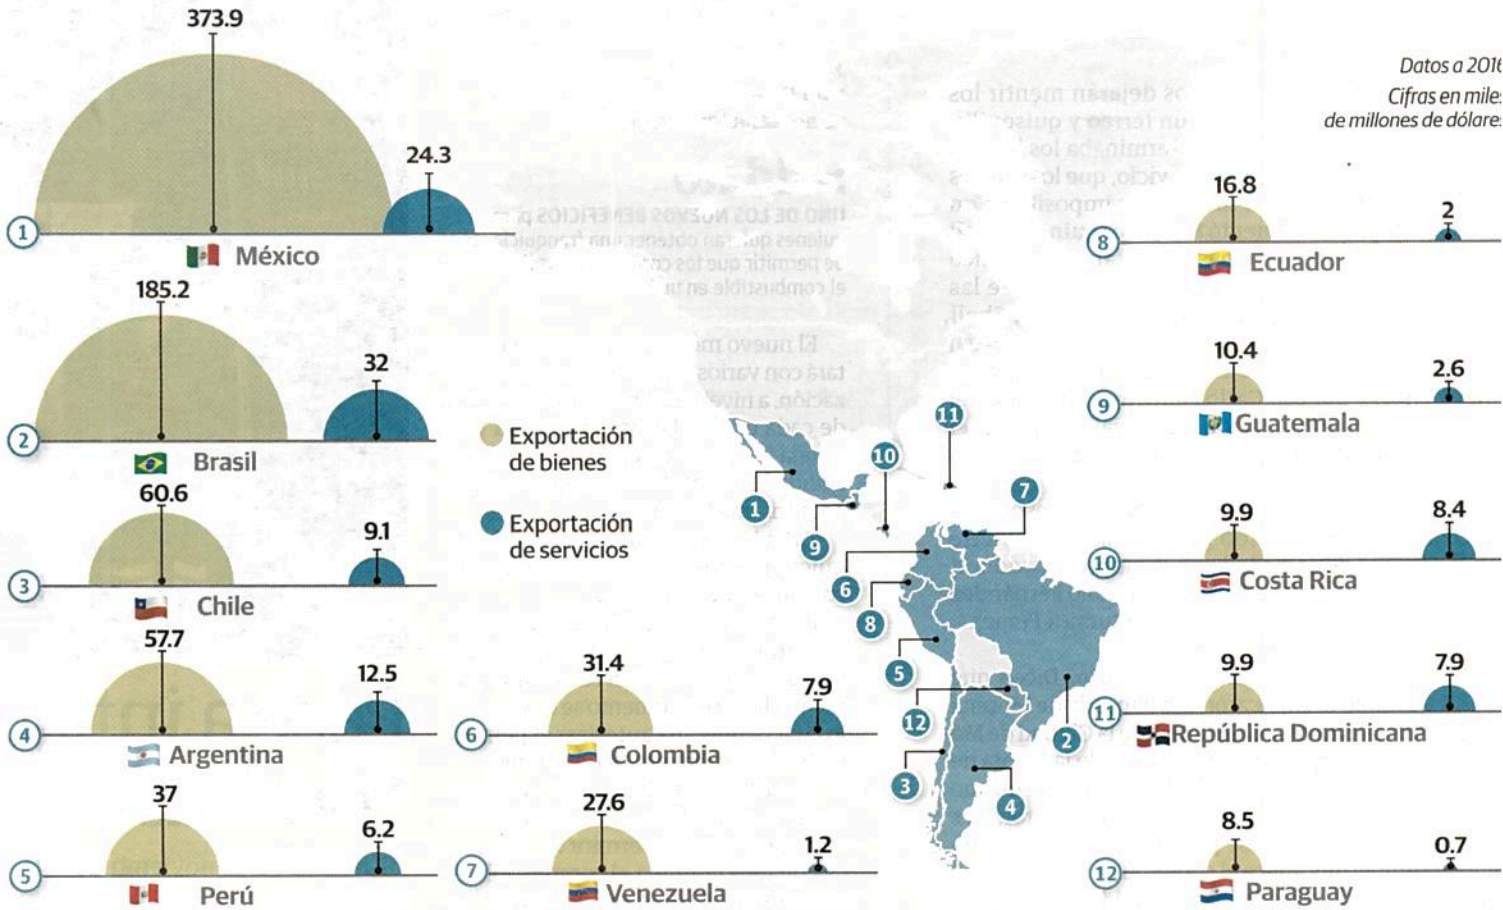 Datos a 2016
Cifras en miles
de millones de dólares
373.9
24.3
1
México
185.2
32
2
Brasil
60.6
9.1
3
Chile
57.7
12.5
4
Argentina
37
6.2
5
Perú
31.4
7.9
6
Colombia
27.6
1.2
7
Venezuela
Exportación
de bienes
Exportación
de servicios
11
10
1
7
9
6
8
5
12
2
3
4
16.8
2
8
Ecuador
10.4
2.6
9
Guatemala
9.9
8.4
10
Costa Rica
9.9
7.9
11
República Dominicana
8.5
0.7
12
Paraguay